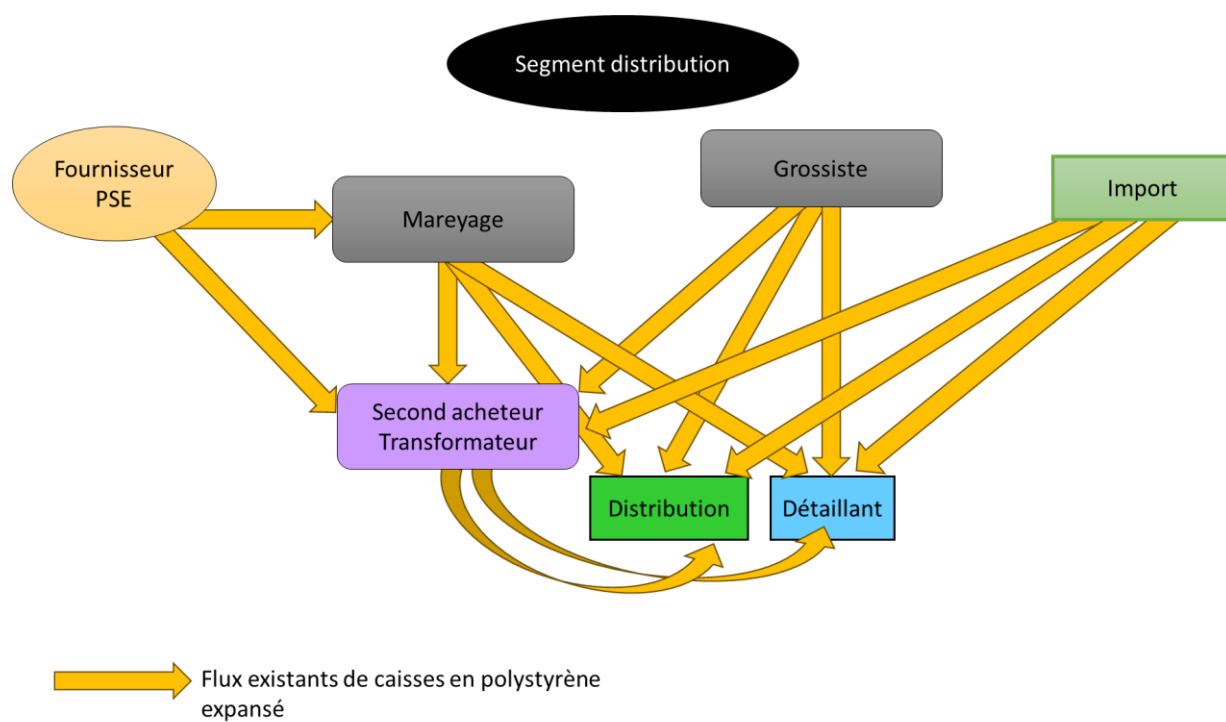 Segment distribution
Fournisseur
PSE
Mareyage
Grossiste
Import
Second acheteur
Transformateur
Distribution
Détaillant
Flux existants de caisses en polystyrène
expansé